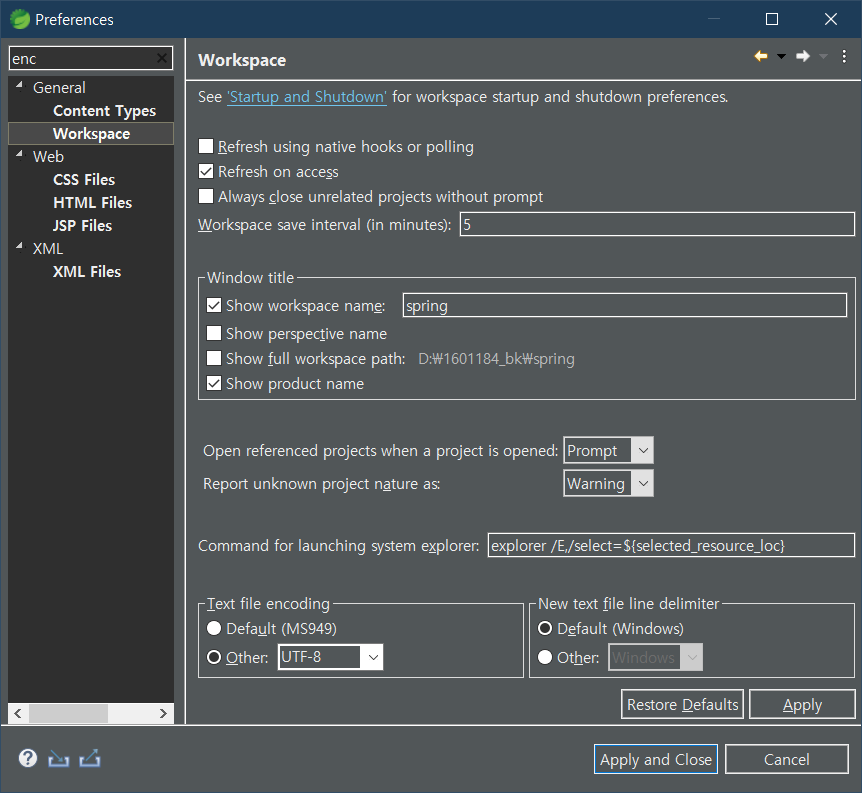 Preferences
enc
General
Content Types
Workspace
Web
CSS Files
HTML Files
JSP Files
XML
XML Files
Workspace
See 'Startup and Shutdown' for workspace startup and shutdown preferences.
Refresh using native hooks or polling
Refresh on access
Always close unrelated projects without prompt
Workspace save interval (in minutes): 5
Window title
Show workspace name: spring
Show perspective name
Show full workspace path: D:₩1601184_bk₩spring
Show product name
Open referenced projects when a project is opened: Prompt
Report unknown project nature as: Warning
Command for launching system explorer: explorer /E,/select=${selected_resource_loc}
Text file encoding
Default (MS949)
Other: UTF-8
New text file line delimiter
Default (Windows)
Other: Windows
Restore Defaults
Apply
Apply and Close
Cancel